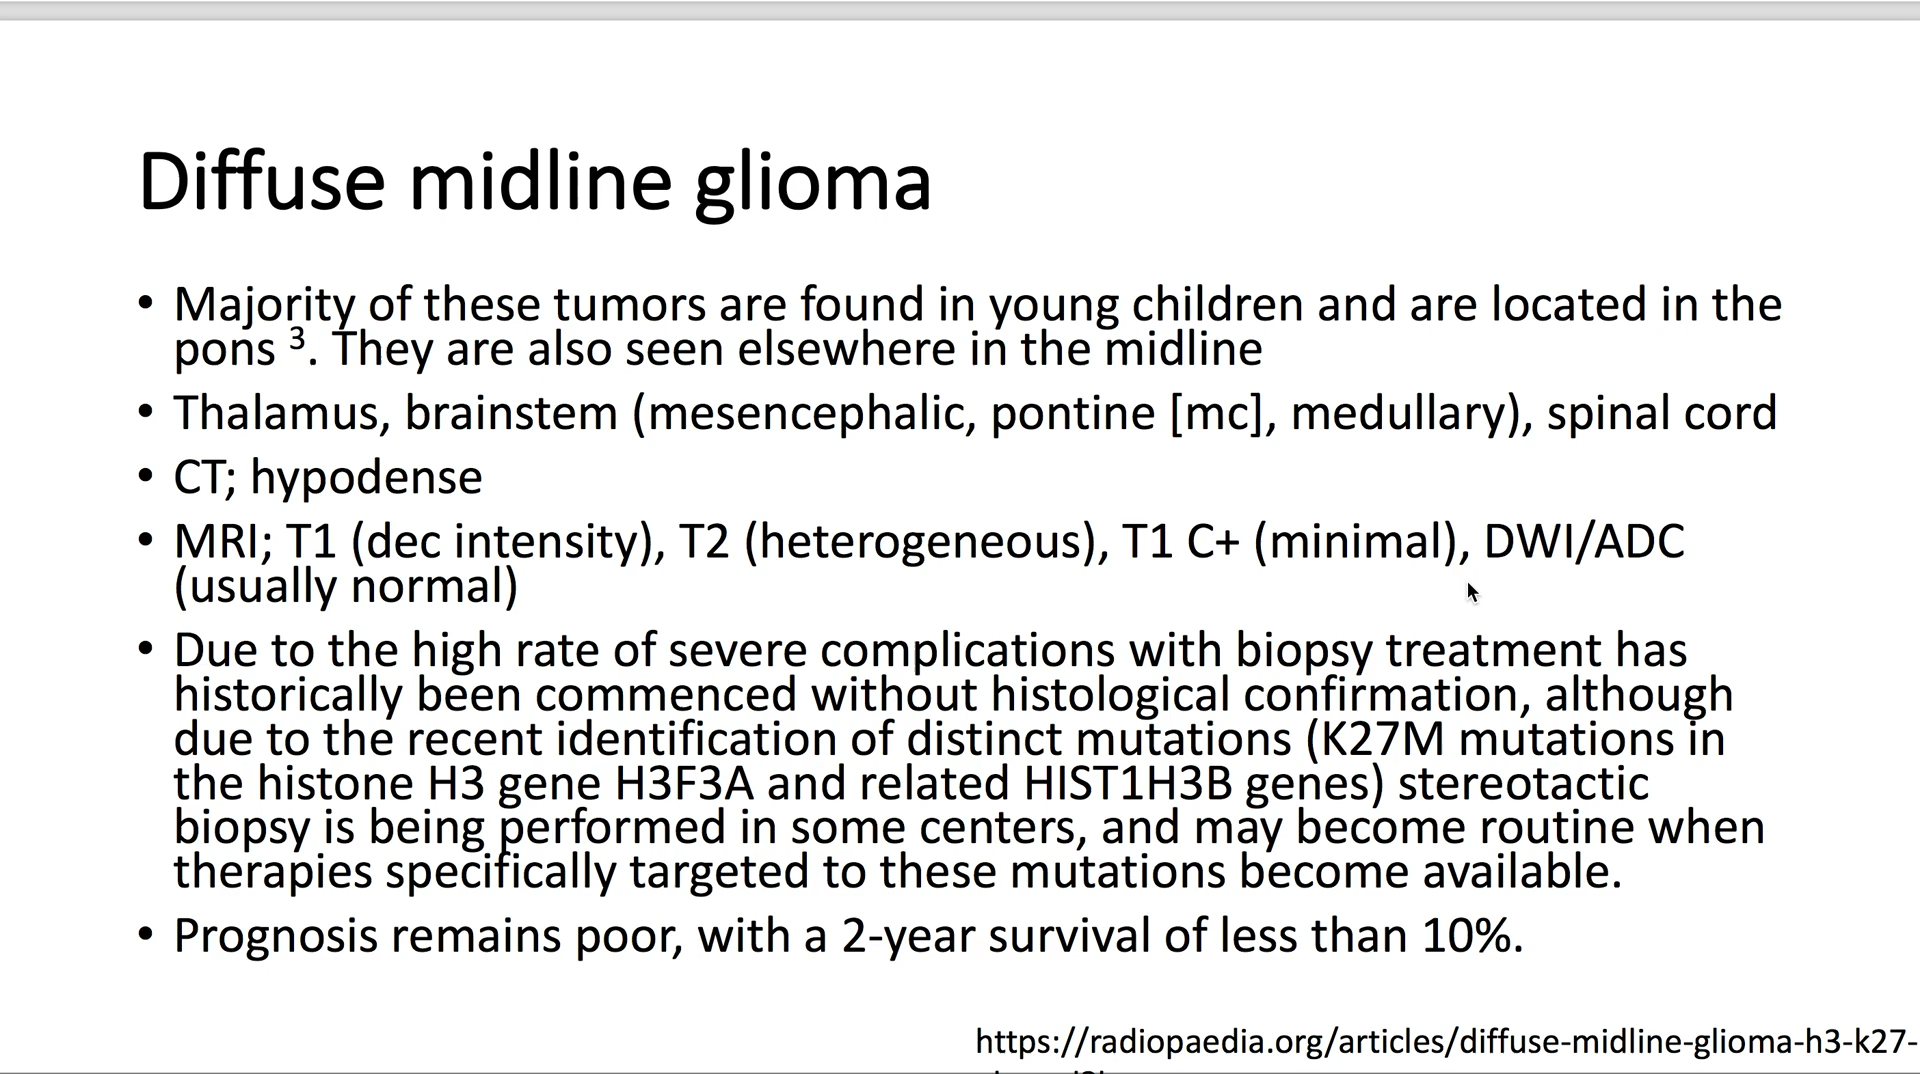 Diffuse midline glioma
• Majority of these tumors are found in young children and are located in the
pons ³. They are also seen elsewhere in the midline
• Thalamus, brainstem (mesencephalic, pontine [mc], medullary), spinal cord
• CT; hypodense
• MRI; T1 (dec intensity), T2 (heterogeneous), T1 C+ (minimal), DWI/ADC
(usually normal)
• Due to the high rate of severe complications with biopsy treatment has
historically been commenced without histological confirmation, although
due to the recent identification of distinct mutations (K27M mutations in
the histone H3 gene H3F3A and related HIST1H3B genes) stereotactic
biopsy is being performed in some centers, and may become routine when
therapies specifically targeted to these mutations become available.
• Prognosis remains poor, with a 2-year survival of less than 10%.
https://radiopaedia.org/articles/diffuse-midline-glioma-h3-k27-